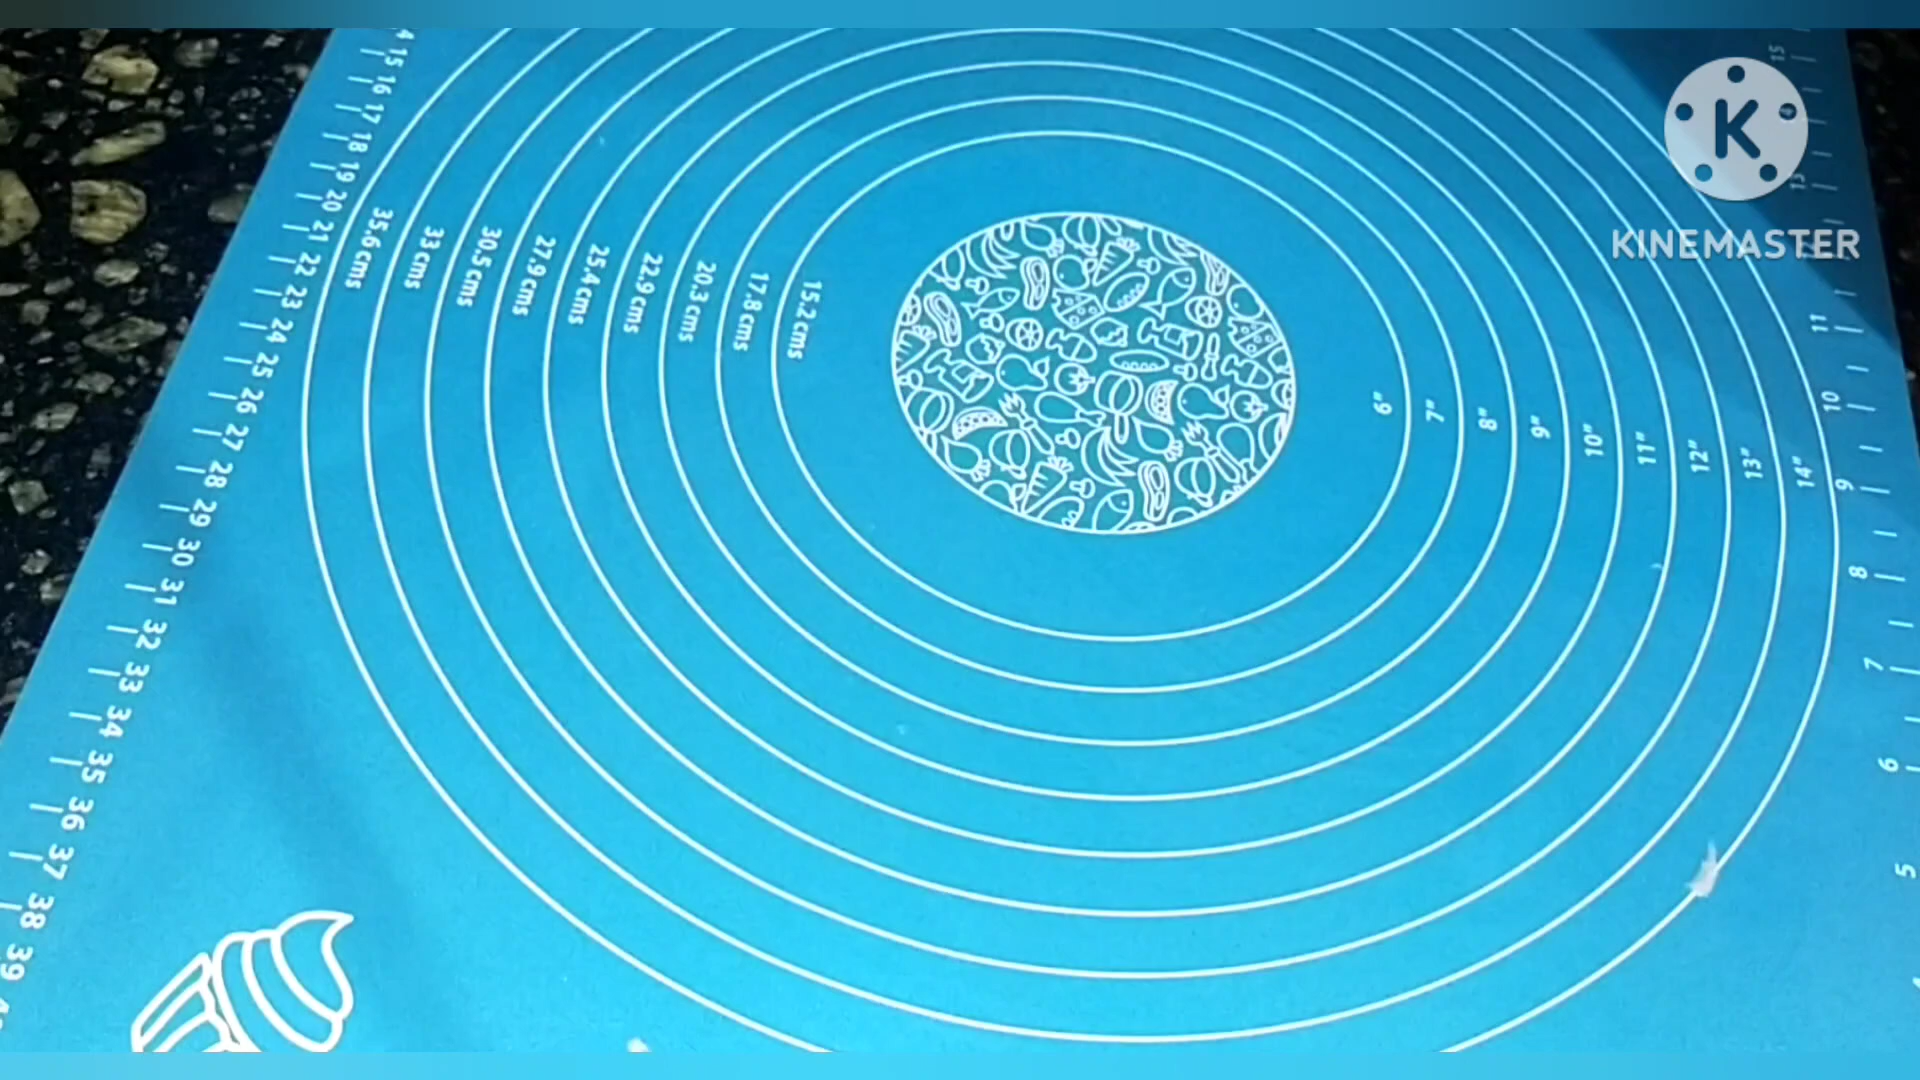 15 16 17 18 19 20 21 22 23 24 25 26 27 28 29 30 31 32 33 34 35 36 37 38 39
35.6 cms
33 cms
30.5 cms
27.9 cms
25.4 cms
22.9 cms
20.3 cms
17.8 cms
15.2 cms
6"
7"
8"
9"
10"
11"
12"
13"
14"
15
13
11
10
9
8
7
6
5
K
KINEMASTER